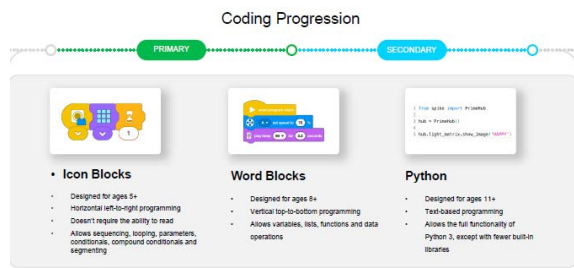 Coding Progression
PRIMARY
SECONDARY
1
from spike import PrimeHub
hub = PrimeHub()
hub.light_matrix.show_image("HAPPY")
• Icon Blocks
• Designed for ages 5+
• Horizontal left-to-right programming
• Doesn't require the ability to read
• Allows sequencing, looping, parameters,
conditionals, compound conditionals and
segmenting
Word Blocks
• Designed for ages 8+
• Vertical top-to-bottom programming
• Allows variables, lists, functions and data
operations
Python
• Designed for ages 11+
• Text-based programming
• Allows the full functionality of
Python 3, except with fewer built-in
libraries